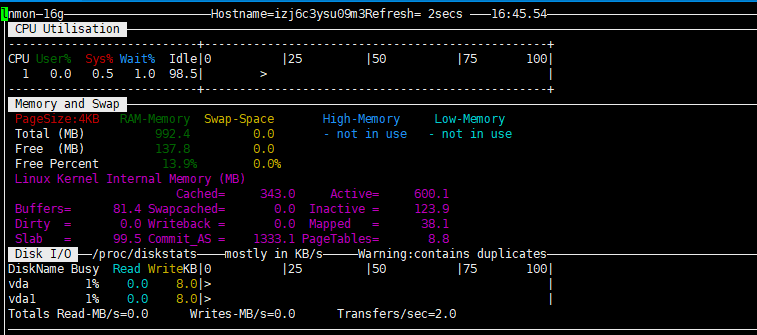 nmon─16g─────────────────────Hostname=izj6c3ysu09m3Refresh= 2secs ───16:45.54─
CPU Utilisation
---------------------------+-------------------------------------------------+
CPU User% Sys% Wait% Idle|0 |25 |50 |75 100|
1 0.0 0.5 1.0 98.5| > |
---------------------------+-------------------------------------------------+
Memory and Swap
PageSize:4KB RAM-Memory Swap-Space High-Memory Low-Memory
Total (MB) 992.4 0.0 - not in use - not in use
Free (MB) 137.8 0.0
Free Percent 13.9% 0.0%
Linux Kernel Internal Memory (MB)
Cached= 343.0 Active= 600.1
Buffers= 81.4 Swapcached= 0.0 Inactive = 123.9
Dirty = 0.0 Writeback = 0.0 Mapped = 38.1
Slab = 99.5 Commit_AS = 1333.1 PageTables= 8.8
Disk I/O ─/proc/diskstats────mostly in KB/s─────Warning:contains duplicates─
DiskName Busy Read WriteKB|0 |25 |50 |75 100|
vda 1% 0.0 8.0|> |
vda1 1% 0.0 8.0|> |
Totals Read-MB/s=0.0 Writes-MB/s=0.0 Transfers/sec=2.0